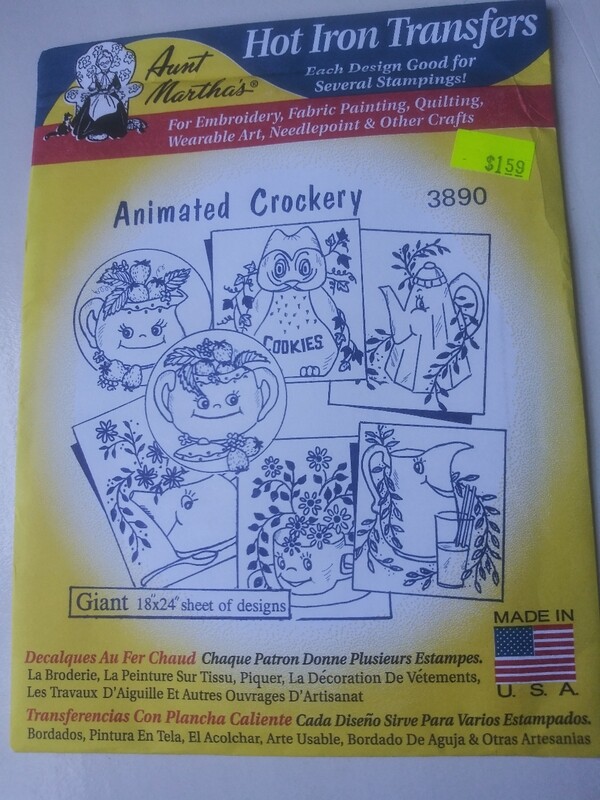 Aunt
Martha's®
Hot Iron Transfers
Each Design Good for
Several Stampings!
For Embroidery, Fabric Painting, Quilting,
Wearable Art, Needlepoint & Other Crafts
$1.59
Animated Crockery
3890
COOKIES
Giant 18"x24" sheet of designs
MADE IN
U. S. A.
Decalques Au Fer Chaud Chaque Patron Donne Plusieurs Estampes.
La Broderie, La Peinture Sur Tissu, Piquer, La Décoration De Vétements,
Les Travaux D'Aiguille Et Autres Ouvrages D'Artisanat
Transferencias Con Plancha Caliente Cada Diseño Sirve Para Varios Estampados.
Bordados, Pintura En Tela, El Acolchar, Arte Usable, Bordado De Aguja & Otras Artesanias